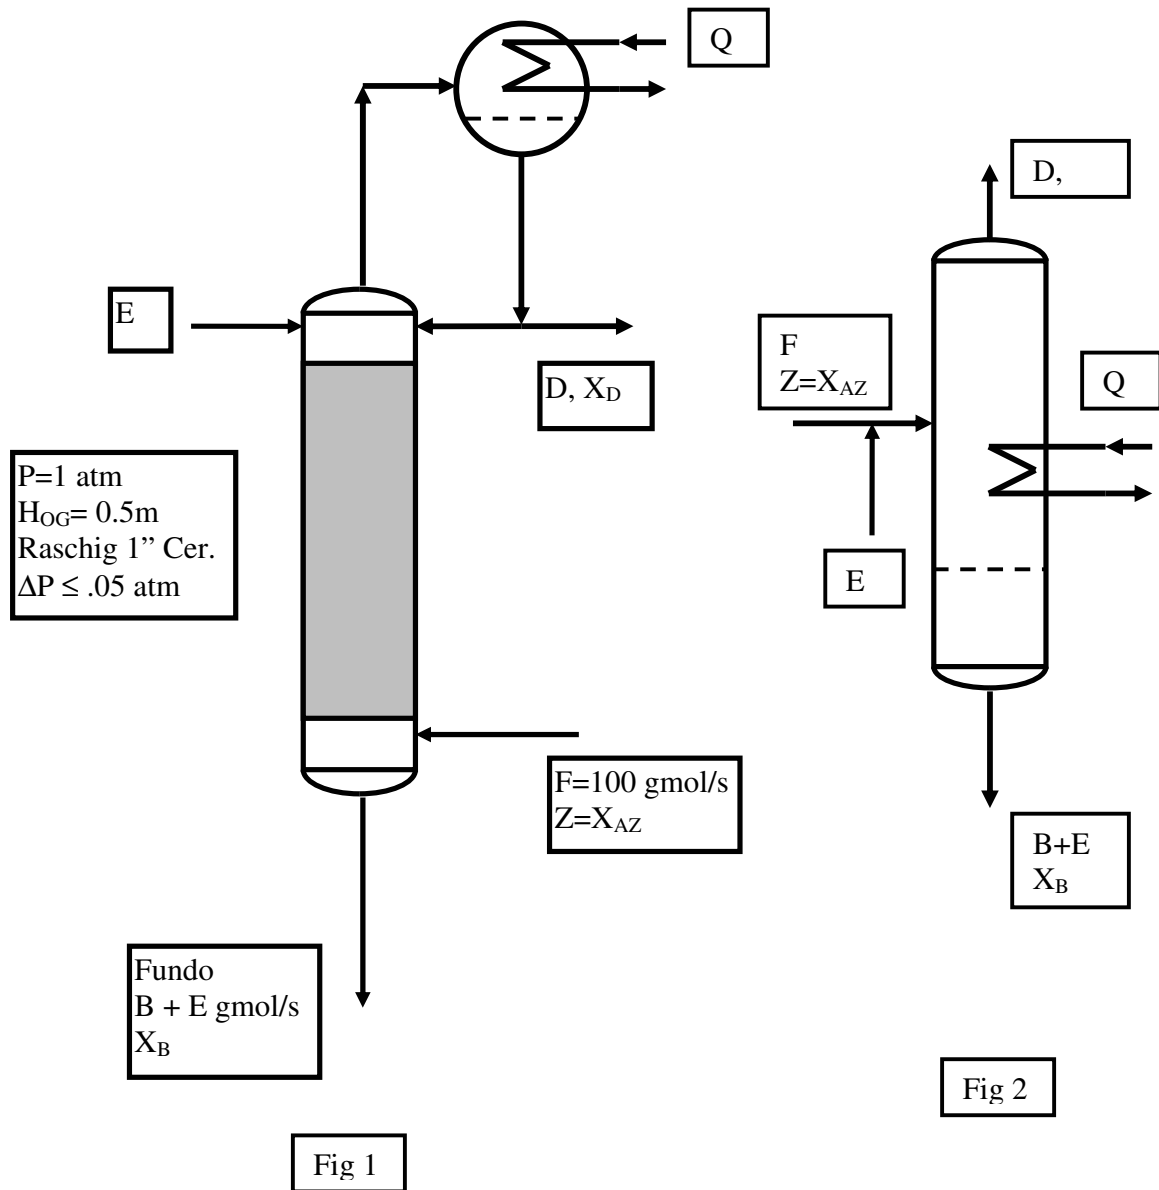 Q
D,
E
D, X_D
F
Z=X_AZ
Q
P=1 atm
H_OG= 0.5m
Raschig 1” Cer.
ΔP ≤ .05 atm
E
F=100 gmol/s
Z=X_AZ
B+E
X_B
Fundo
B + E gmol/s
X_B
Fig 2
Fig 1